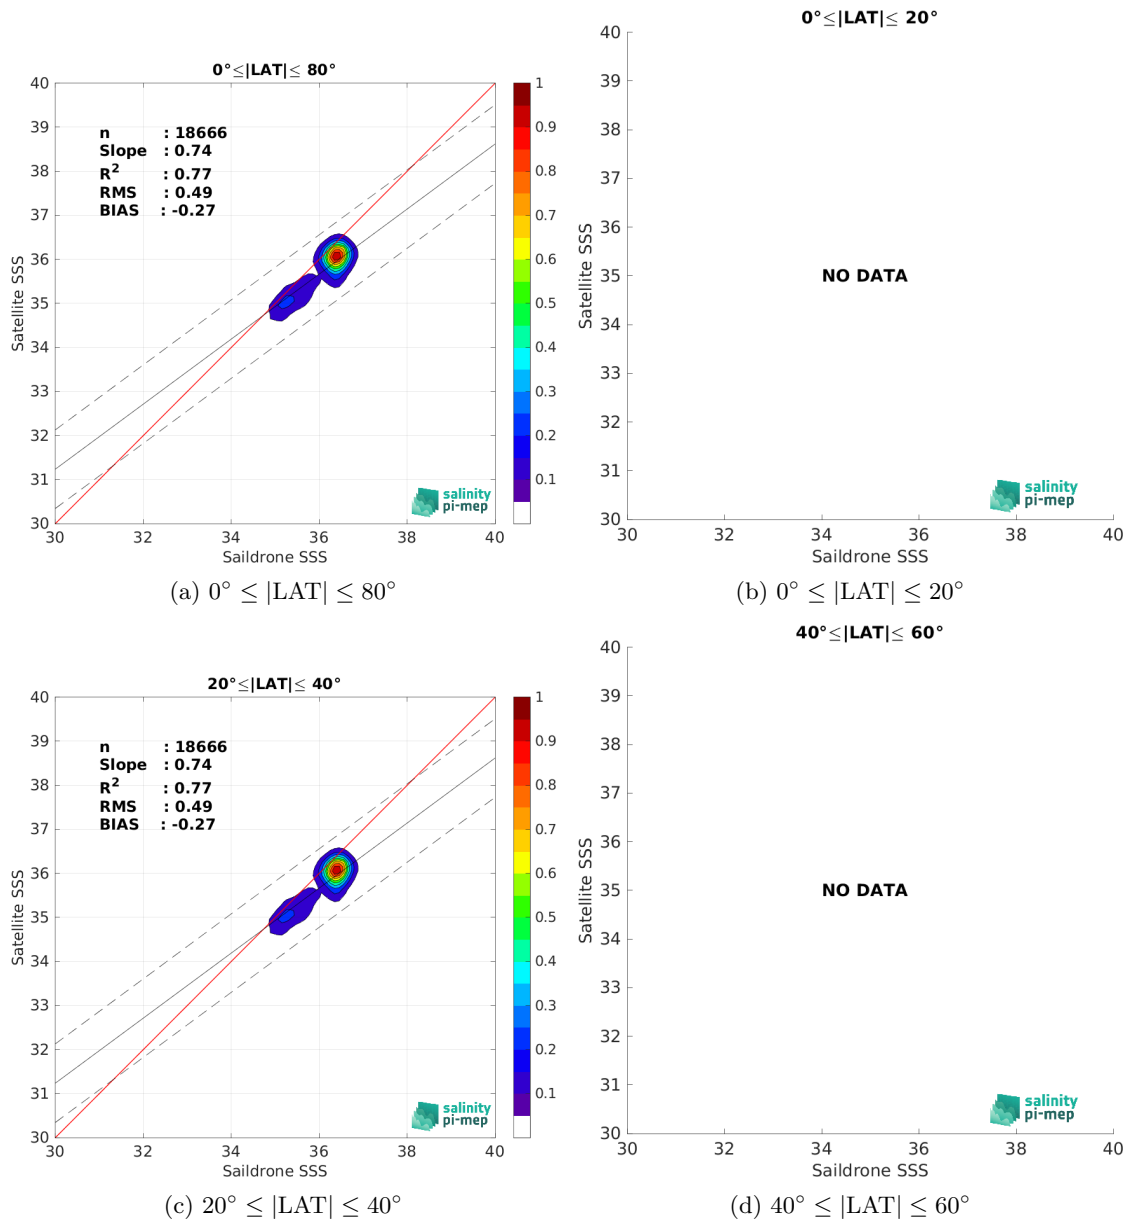 0°≤|LAT|≤ 80°
40
39
38
37
36
35
34
33
32
31
30
30
32
34
36
38
40
Satellite SSS
Saildrone SSS
n : 18666
Slope : 0.74
R² : 0.77
RMS : 0.49
BIAS : -0.27
1
0.9
0.8
0.7
0.6
0.5
0.4
0.3
0.2
0.1
salinity
pi-mep
(a) 0° ≤ |LAT| ≤ 80°
0°≤|LAT|≤ 20°
40
39
38
37
36
35
34
33
32
31
30
30
32
34
36
38
40
Satellite SSS
Saildrone SSS
NO DATA
salinity
pi-mep
(b) 0° ≤ |LAT| ≤ 20°
20°≤|LAT|≤ 40°
40
39
38
37
36
35
34
33
32
31
30
30
32
34
36
38
40
Satellite SSS
Saildrone SSS
n : 18666
Slope : 0.74
R² : 0.77
RMS : 0.49
BIAS : -0.27
1
0.9
0.8
0.7
0.6
0.5
0.4
0.3
0.2
0.1
salinity
pi-mep
(c) 20° ≤ |LAT| ≤ 40°
40°≤|LAT|≤ 60°
40
39
38
37
36
35
34
33
32
31
30
30
32
34
36
38
40
Satellite SSS
Saildrone SSS
NO DATA
salinity
pi-mep
(d) 40° ≤ |LAT| ≤ 60°